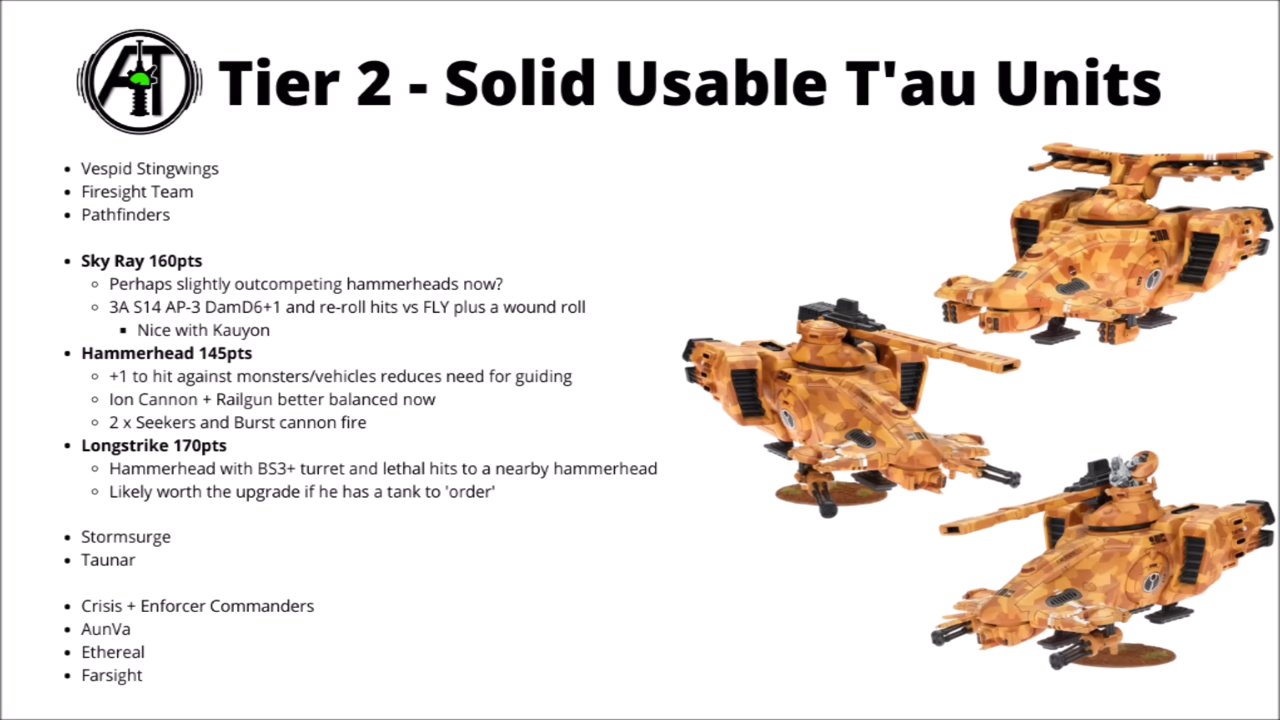 AT
Tier 2 - Solid Usable T'au Units
• Vespid Stingwings
• Firesight Team
• Pathfinders
• Sky Ray 160pts
◦ Perhaps slightly outcompeting hammerheads now?
◦ 3A S14 AP-3 DamD6+1 and re-roll hits vs FLY plus a wound roll
▪ Nice with Kauyon
• Hammerhead 145pts
◦ +1 to hit against monsters/vehicles reduces need for guiding
◦ Ion Cannon + Railgun better balanced now
◦ 2 x Seekers and Burst cannon fire
• Longstrike 170pts
◦ Hammerhead with BS3+ turret and lethal hits to a nearby hammerhead
◦ Likely worth the upgrade if he has a tank to 'order'
• Stormsurge
• Taunar
• Crisis + Enforcer Commanders
• AunVa
• Ethereal
• Farsight